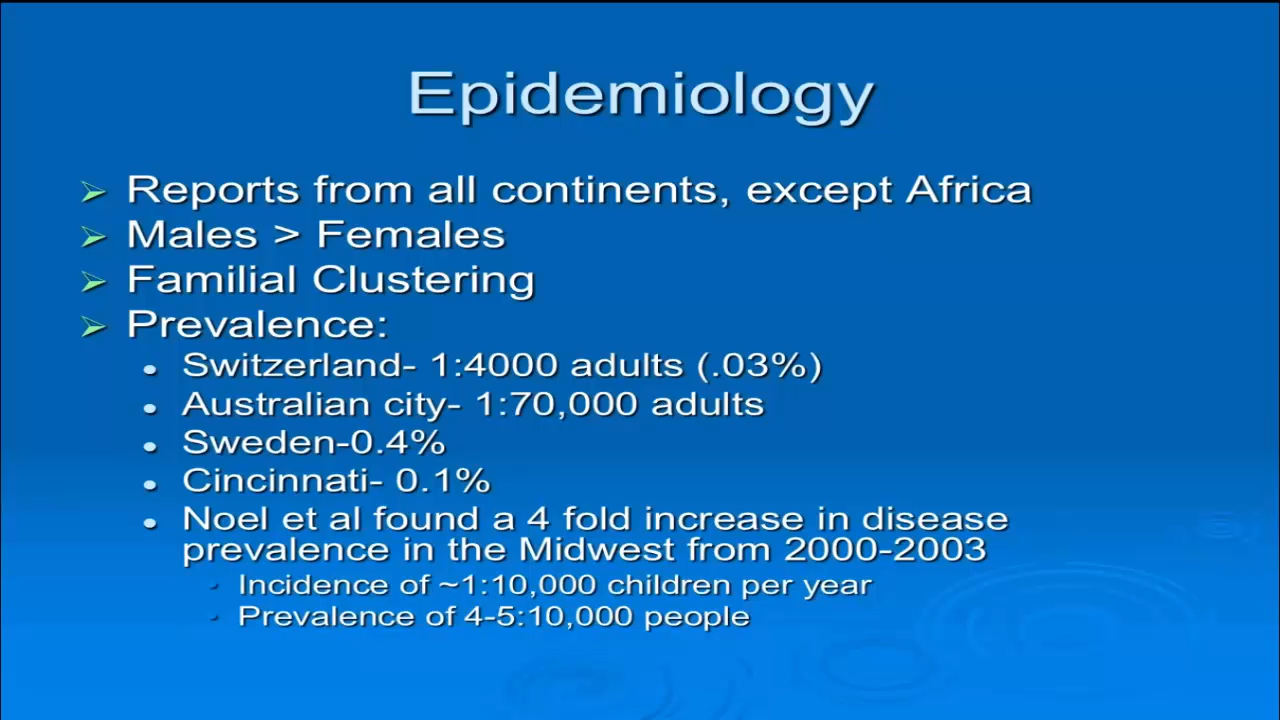 Epidemiology
Reports from all continents, except Africa
Males > Females
Familial Clustering
Prevalence:
Switzerland- 1:4000 adults (.03%)
Australian city- 1:70,000 adults
Sweden-0.4%
Cincinnati- 0.1%
Noel et al found a 4 fold increase in disease
prevalence in the Midwest from 2000-2003
Incidence of ~1:10,000 children per year
Prevalence of 4-5:10,000 people